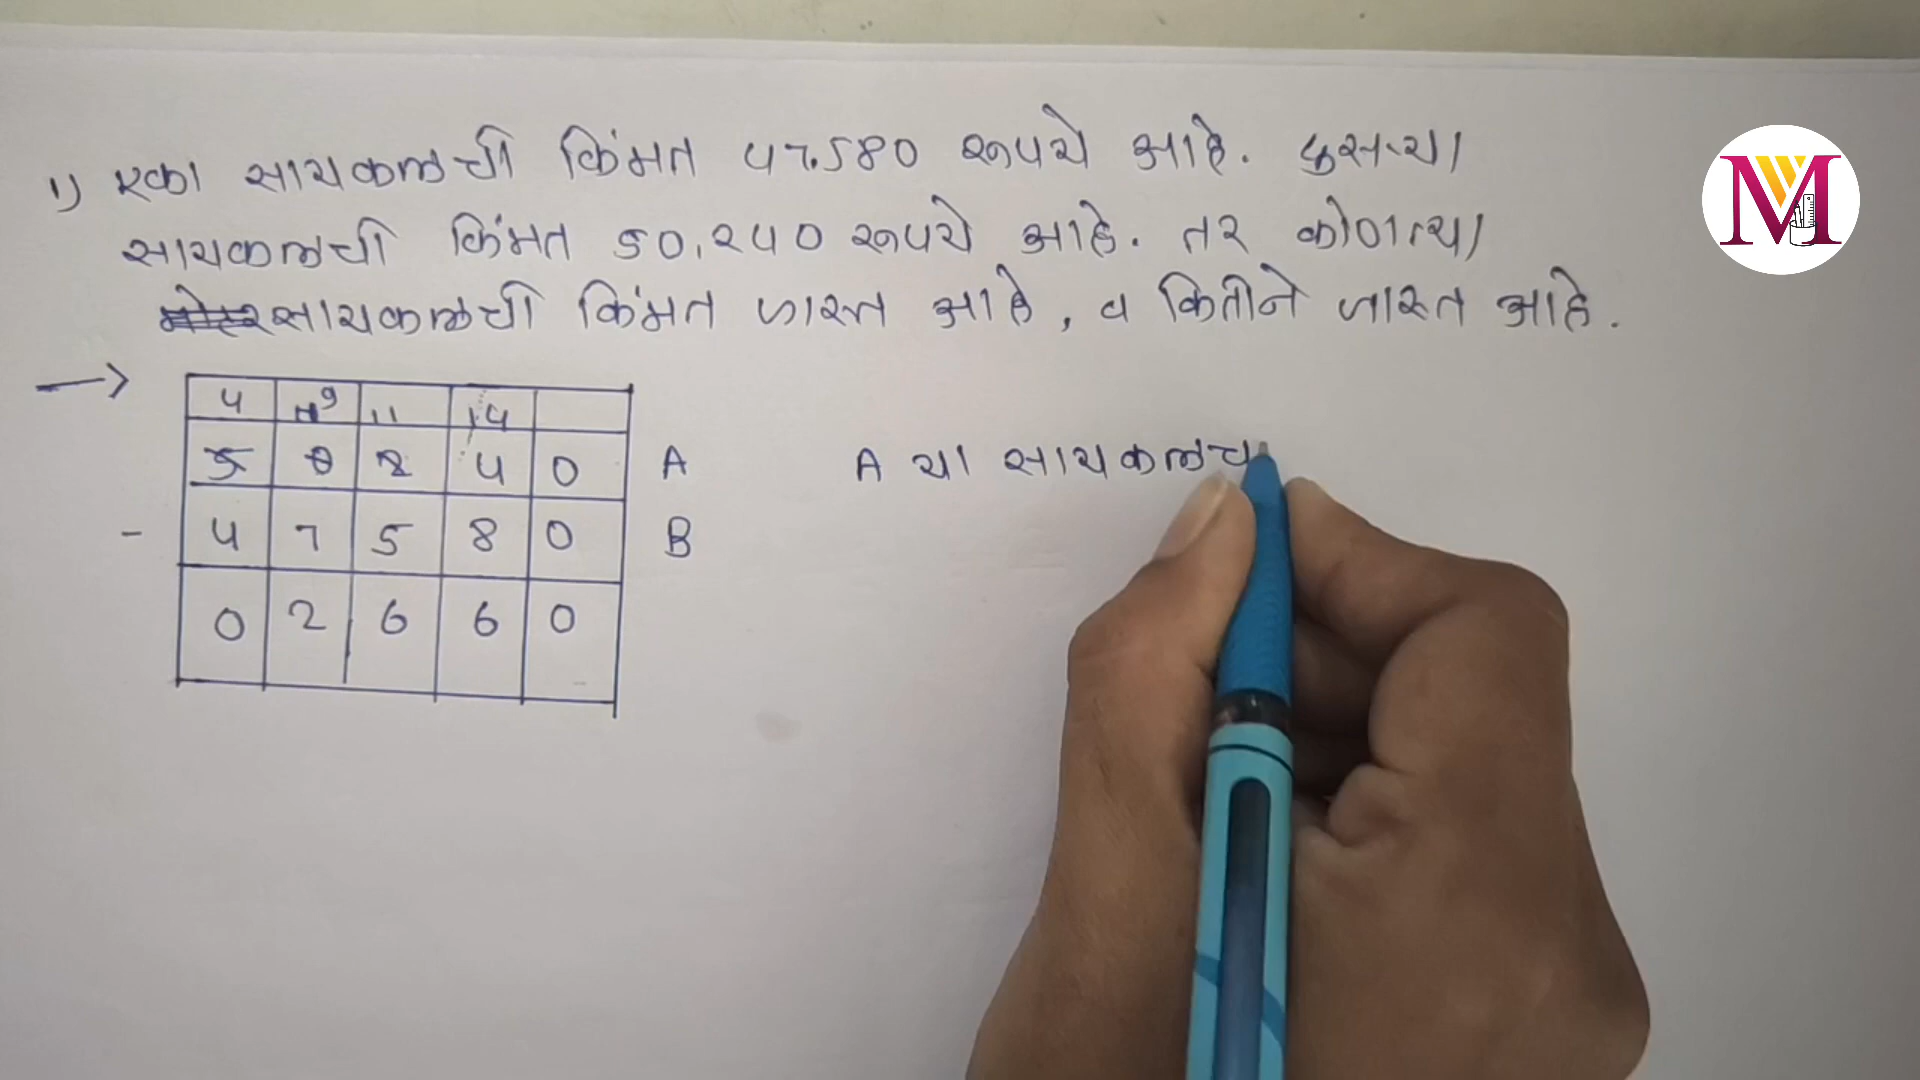 1) एका सायकलची किंमत 47.580 रूपये आहे. दुसऱ्या
सायकलची किंमत 50,240 रूपये आहे. तर कोणत्या
सायकलची किंमत जास्त आहे, व कितीने जास्त आहे.
4 9 11 14
5 0 2 4 0 A
- 4 7 5 8 0 B
0 2 6 6 0
A या सायकलच
M